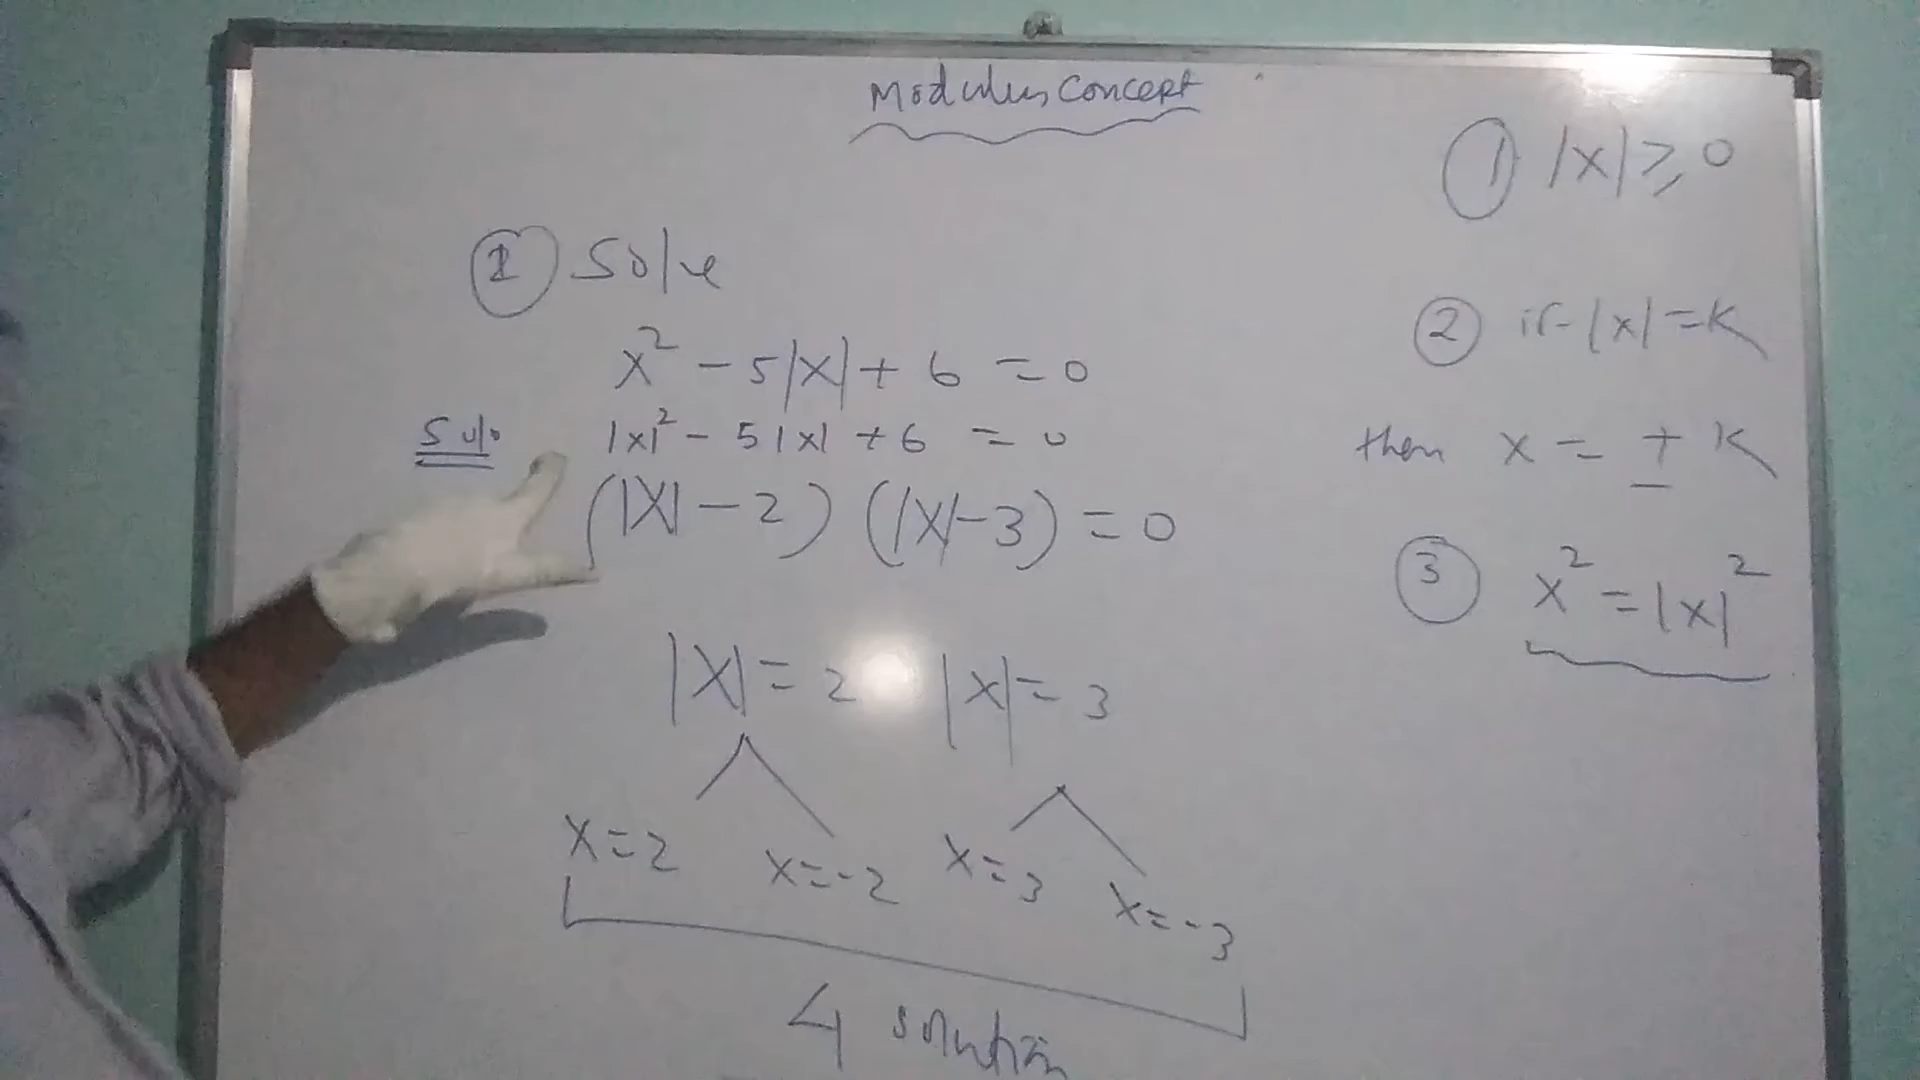 Modulus Concept
① |x| ≥ 0
① Solve
x² - 5|x| + 6 = 0
② if |x| = K
Soln |x|² - 5|x| + 6 = 0
then x = ± K
(|x| - 2) (|x| - 3) = 0
③ x² = |x|²
|x| = 2 |x| = 3
x = 2 x = -2 x = 3 x = -3
4 solution